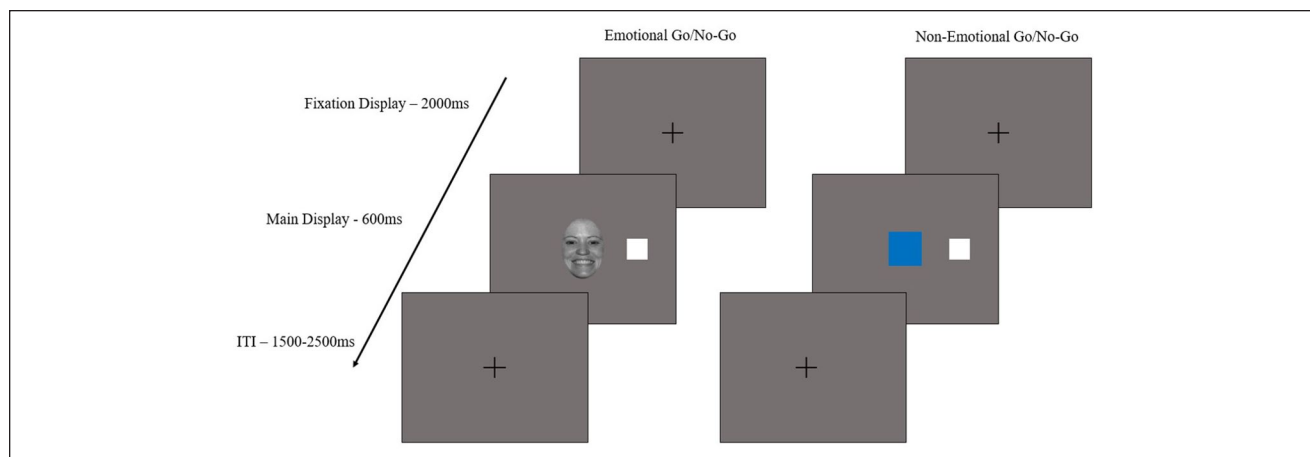 Emotional Go/No-Go
Non-Emotional Go/No-Go
Fixation Display – 2000ms
Main Display - 600ms
ITI – 1500-2500ms